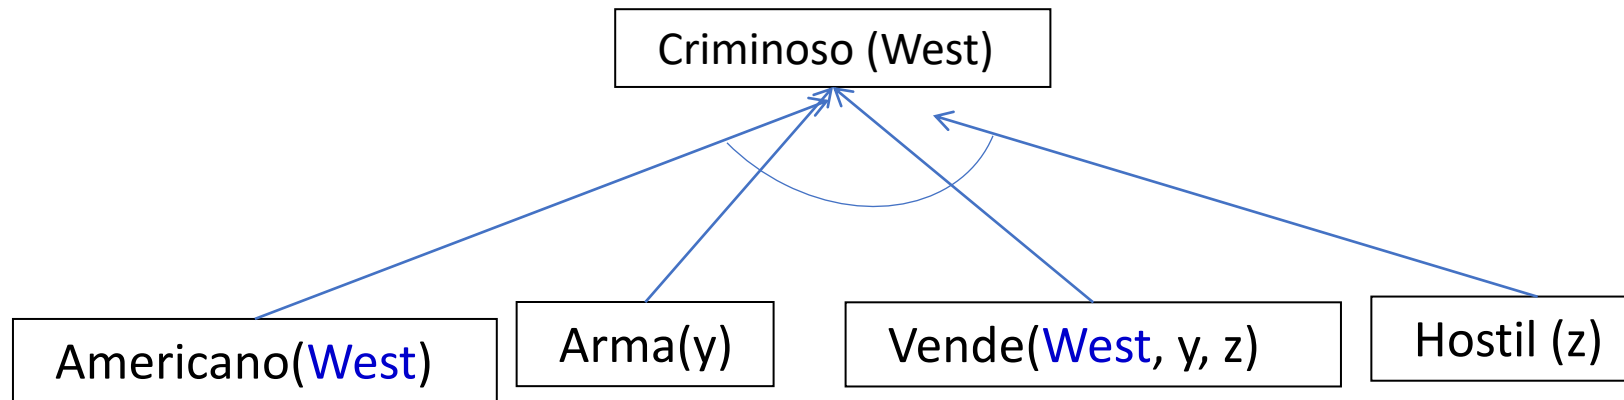 Criminoso (West)
Americano(West)
Arma(y)
Vende(West, y, z)
Hostil (z)